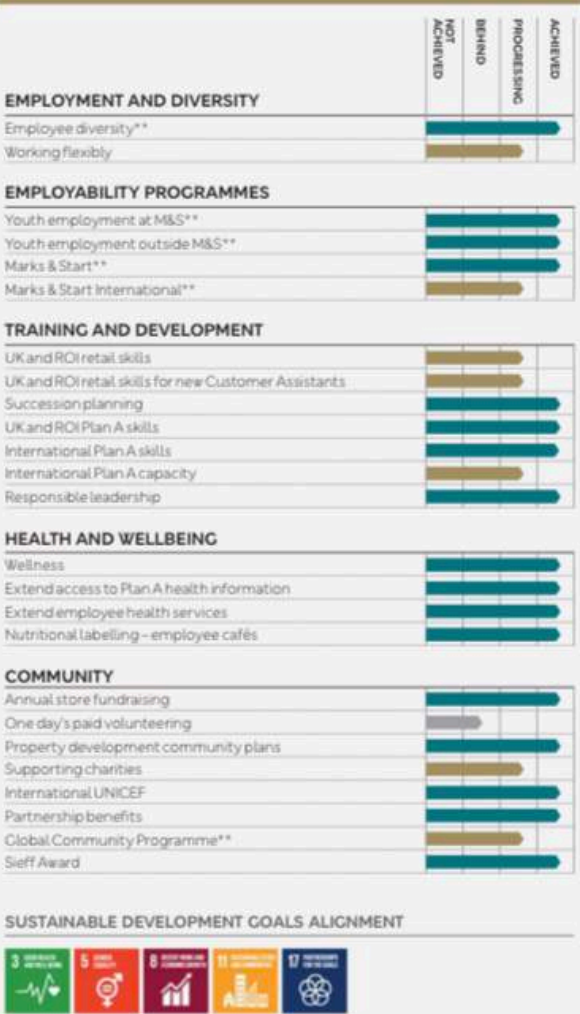 NOT ACHIEVED
BEHIND
PROGRESSING
ACHIEVED
EMPLOYMENT AND DIVERSITY
Employee diversity**
Working flexibly
EMPLOYABILITY PROGRAMMES
Youth employment at M&S**
Youth employment outside M&S**
Marks & Start**
Marks & Start International**
TRAINING AND DEVELOPMENT
UK and ROI retail skills
UK and ROI retail skills for new Customer Assistants
Succession planning
UK and ROI Plan A skills
International Plan A skills
International Plan A capacity
Responsible leadership
HEALTH AND WELLBEING
Wellness
Extend access to Plan A health information
Extend employee health services
Nutritional labelling – employee cafés
COMMUNITY
Annual store fundraising
One day's paid volunteering
Property development community plans
Supporting charities
International UNICEF
Partnership benefits
Global Community Programme**
Sieff Award
SUSTAINABLE DEVELOPMENT GOALS ALIGNMENT
3
5 GENDER EQUALITY
8
11
17